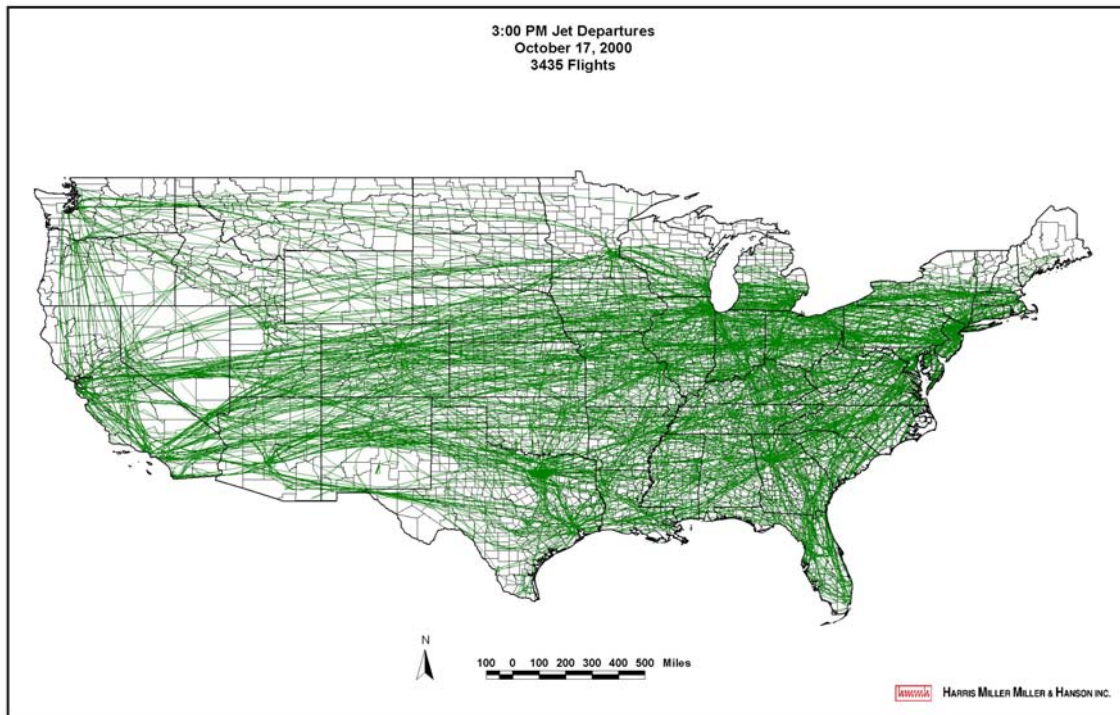 3:00 PM Jet Departures
October 17, 2000
3435 Flights
N
100 0 100 200 300 400 500 Miles
HARRIS MILLER MILLER & HANSON INC.